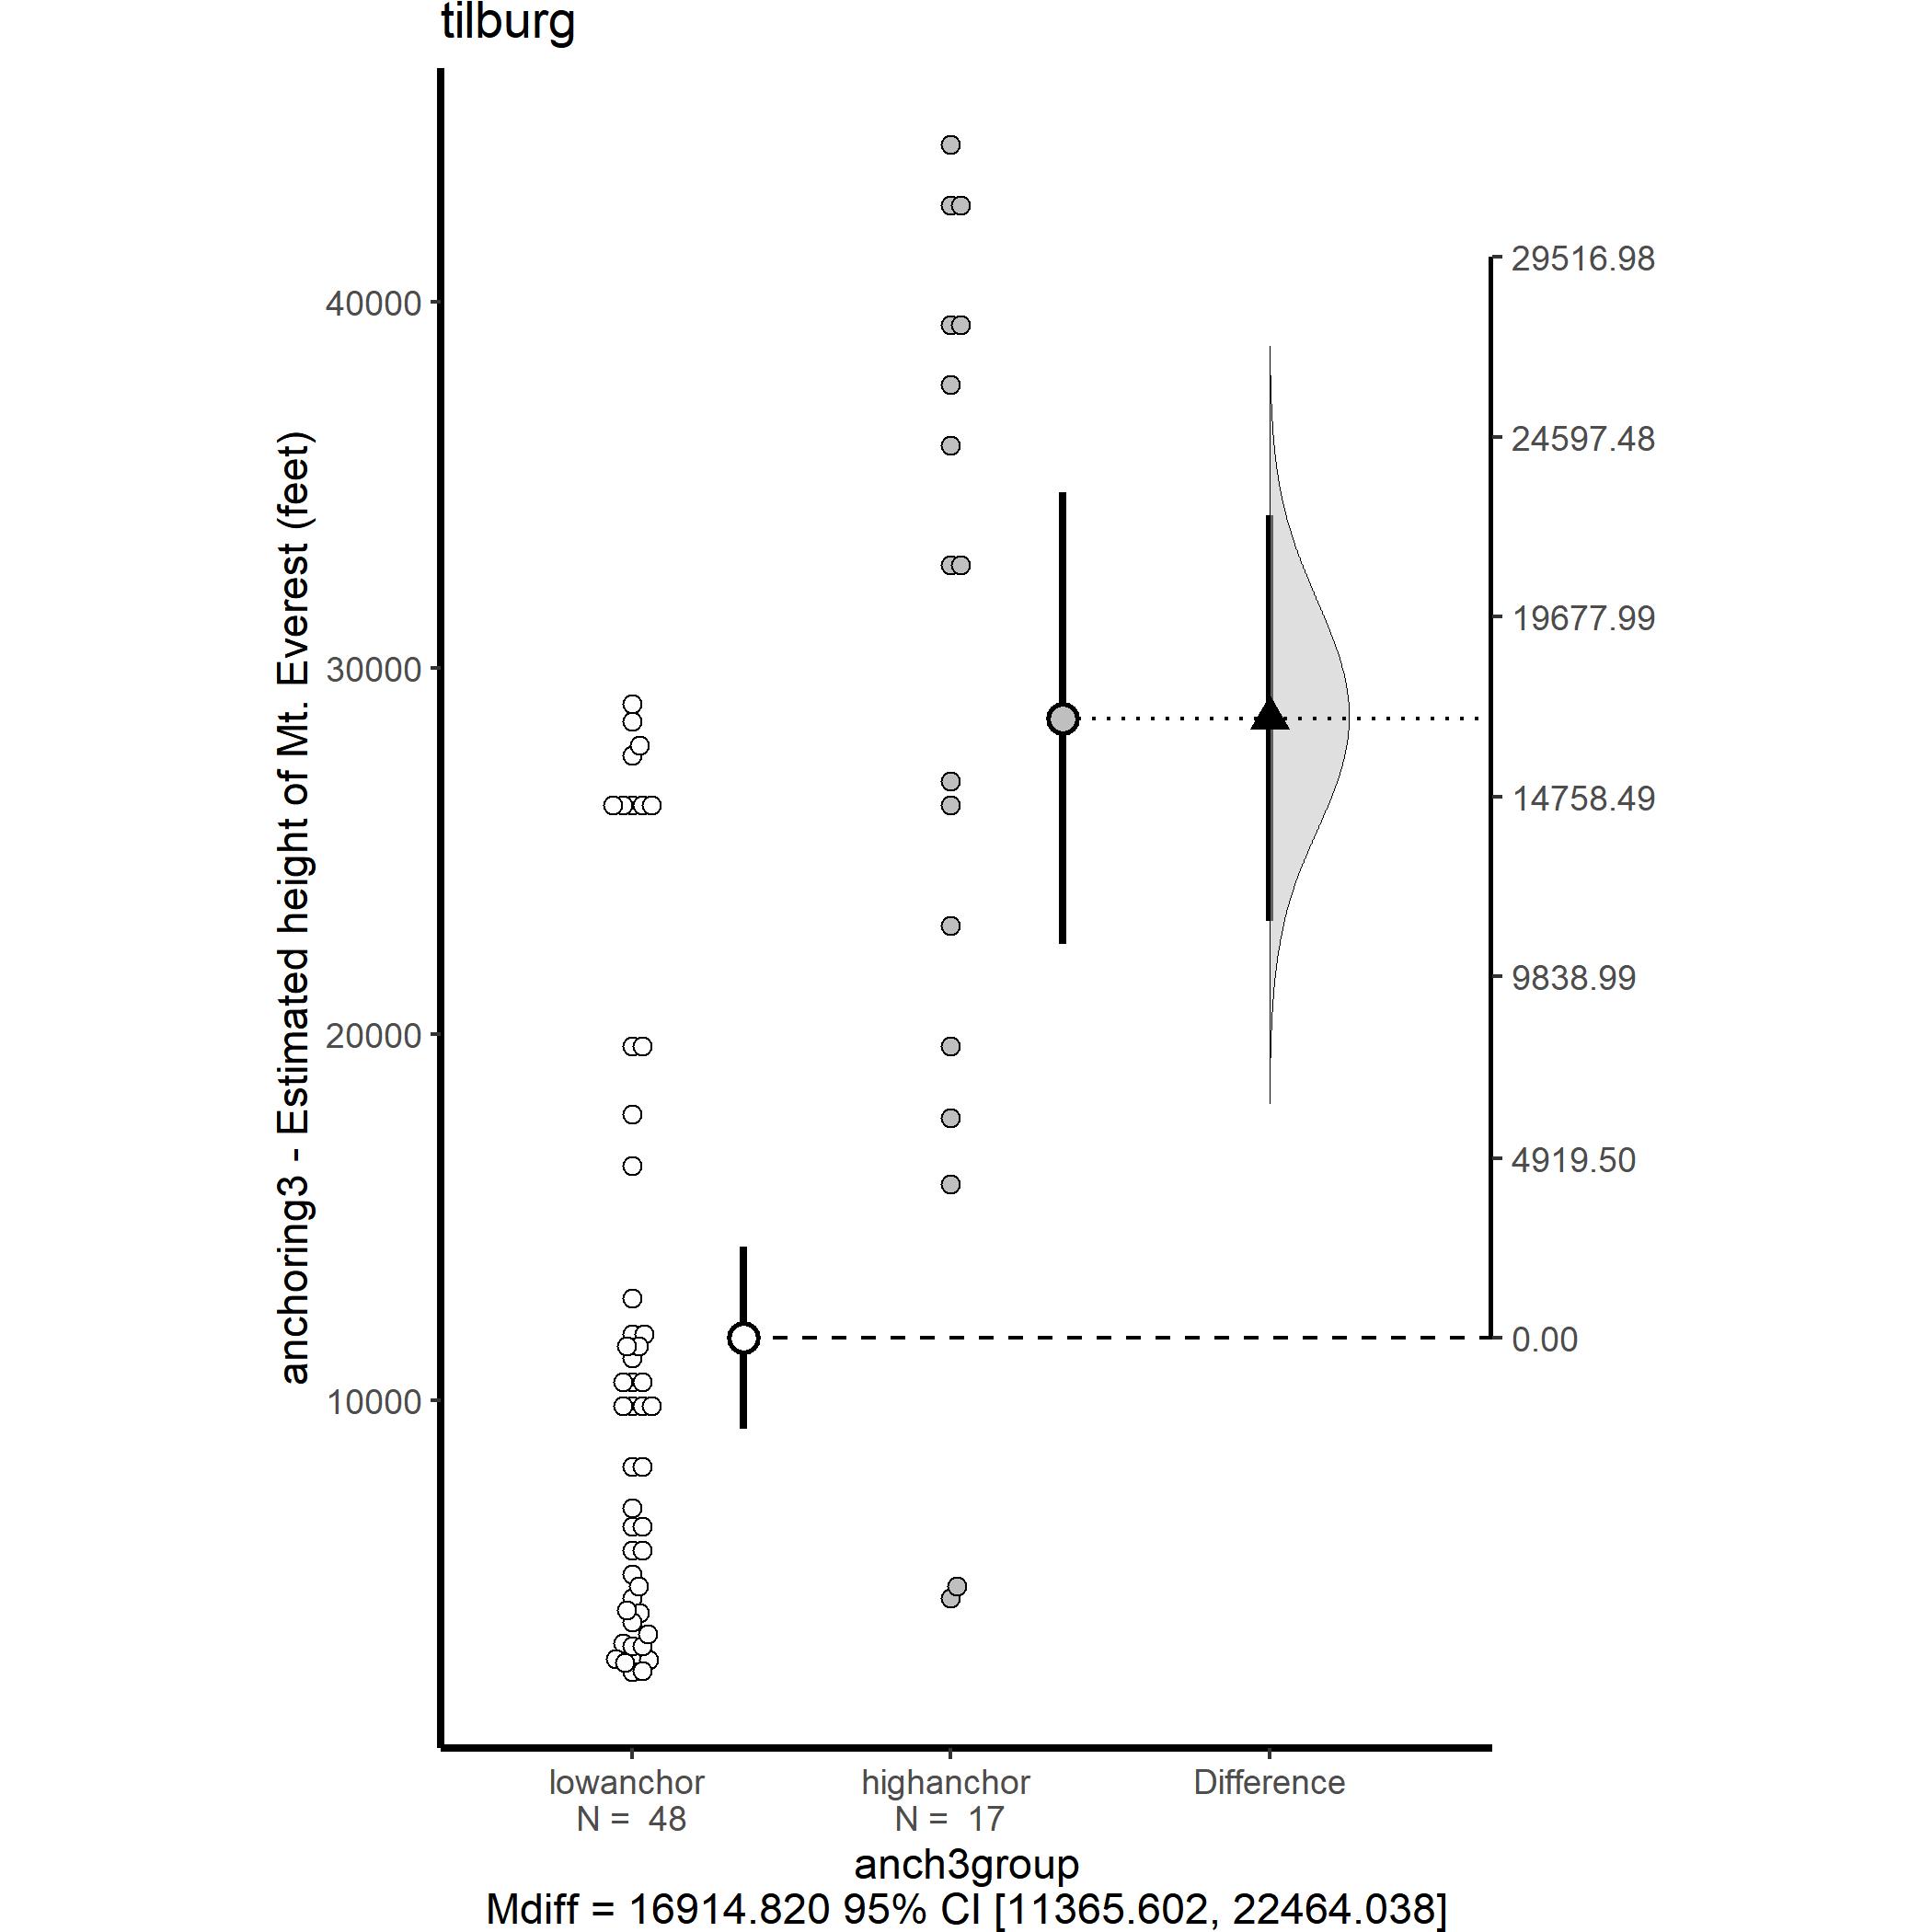 tilburg
anchoring3 - Estimated height of Mt. Everest (feet)
40000
30000
20000
10000
29516.98
24597.48
19677.99
14758.49
9838.99
4919.50
0.00
lowanchor
N =  48
highanchor
N =  17
Difference
anch3group
Mdiff = 16914.820 95% CI [11365.602, 22464.038]